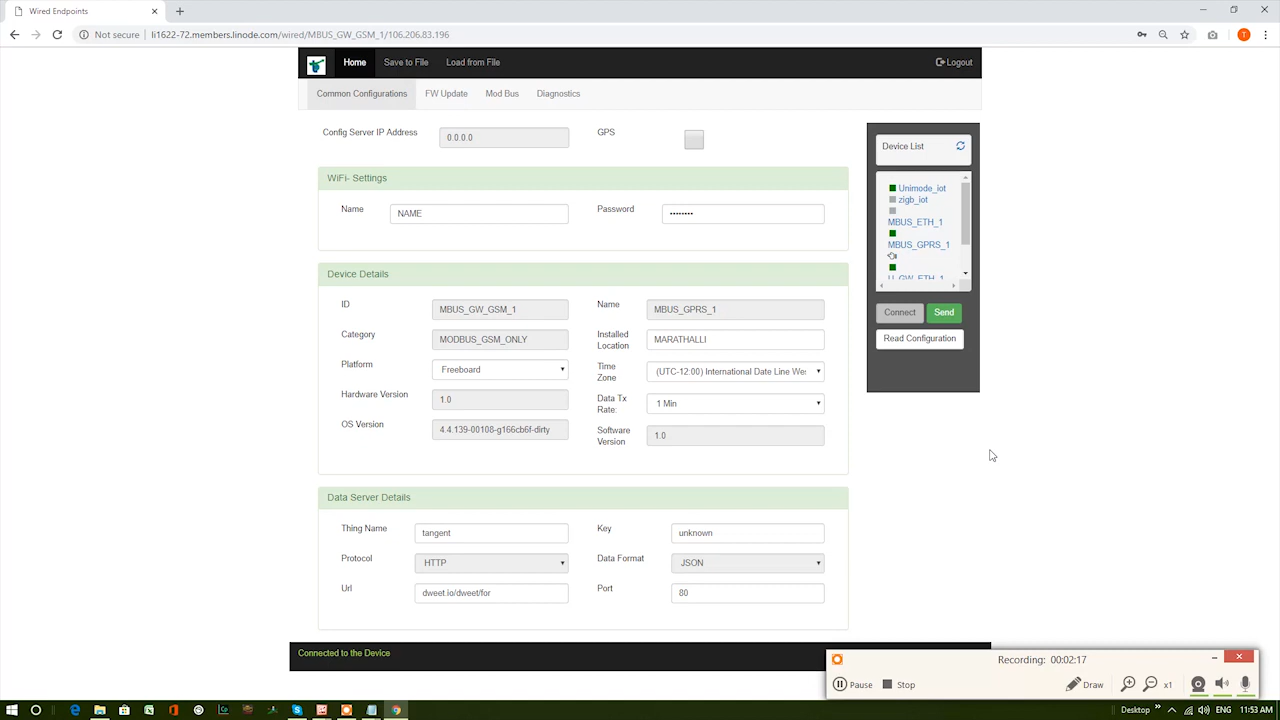 Wired Endpoints
Not secure | li1622-72.members.linode.com/wired/MBUS_GW_GSM_1/106.206.83.196
T
Home Save to File Load from File Logout
Common Configurations FW Update Mod Bus Diagnostics
Config Server IP Address 0.0.0.0 GPS
WiFi- Settings
Name NAME Password ••••••••
Device Details
ID MBUS_GW_GSM_1 Name MBUS_GPRS_1
Category MODBUS_GSM_ONLY Installed Location MARATHALLI
Platform Freeboard Time Zone (UTC-12:00) International Date Line Wes
Hardware Version 1.0 Data Tx Rate: 1 Min
OS Version 4.4.139-00108-g166cb6f-dirty Software Version 1.0
Data Server Details
Thing Name tangent Key unknown
Protocol HTTP Data Format JSON
Url dweet.io/dweet/for Port 80
Device List
Unimode_iot
zigb_iot
MBUS_ETH_1
MBUS_GPRS_1
Connect Send
Read Configuration
Connected to the Device
Recording: 00:02:17
Pause Stop Draw x1
Desktop ENG 11:53 AM